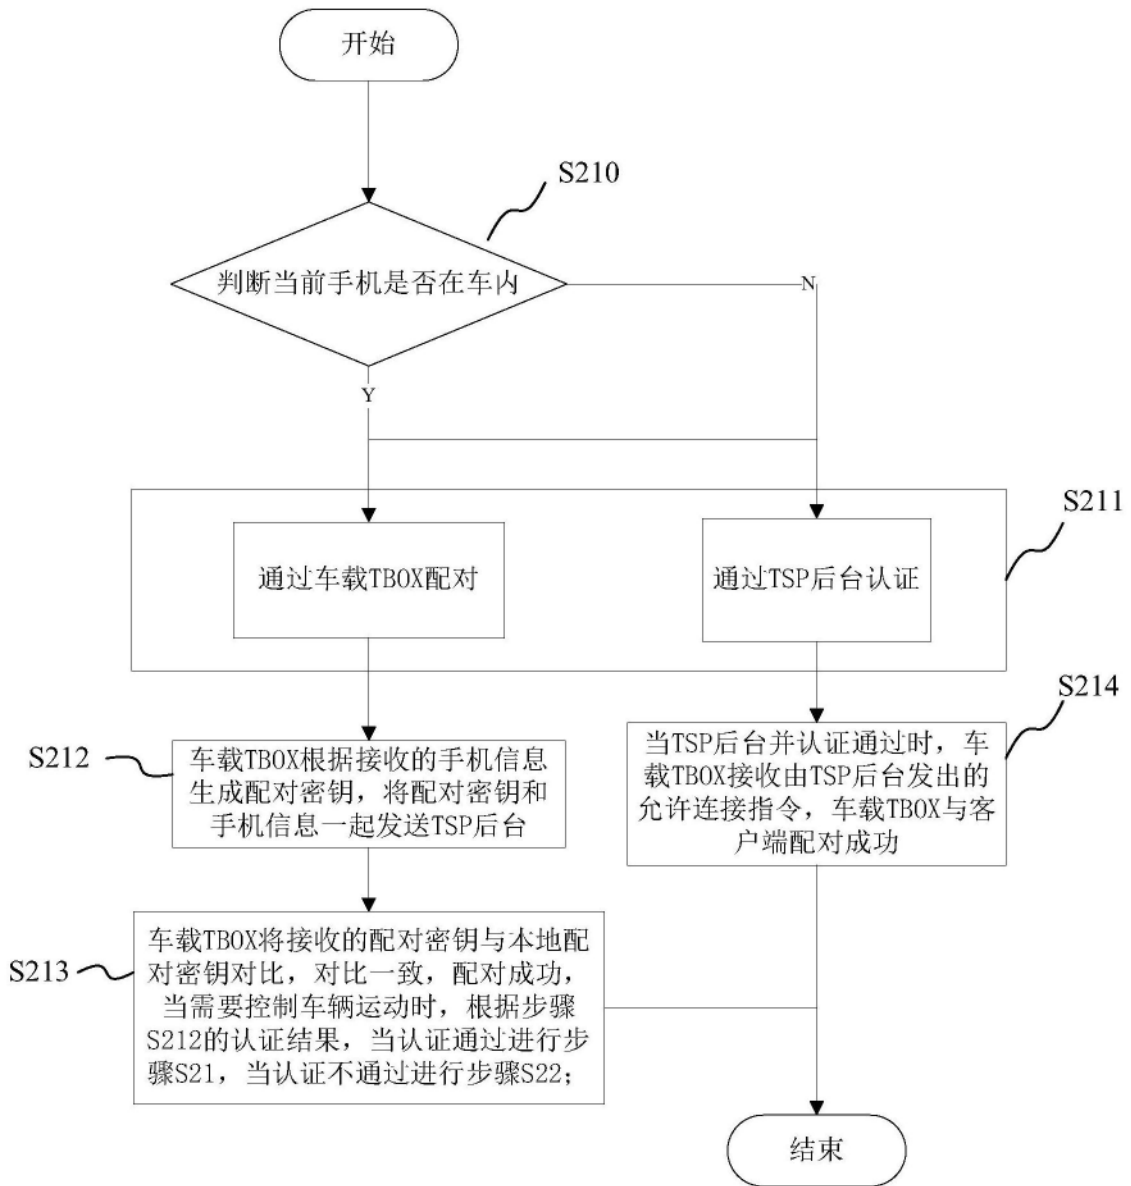 开始
S210
判断当前手机是否在车内
N
Y
S211
通过车载TBOX配对
通过TSP后台认证
S212
车载TBOX根据接收的手机信息
生成配对密钥，将配对密钥和
手机信息一起发送TSP后台
S214
当TSP后台并认证通过时，车
载TBOX接收由TSP后台发出的
允许连接指令，车载TBOX与客
户端配对成功
S213
车载TBOX将接收的配对密钥与本地配
对密钥对比，对比一致，配对成功，
当需要控制车辆运动时，根据步骤
S212的认证结果，当认证通过进行步
骤S21，当认证不通过进行步骤S22；
结束